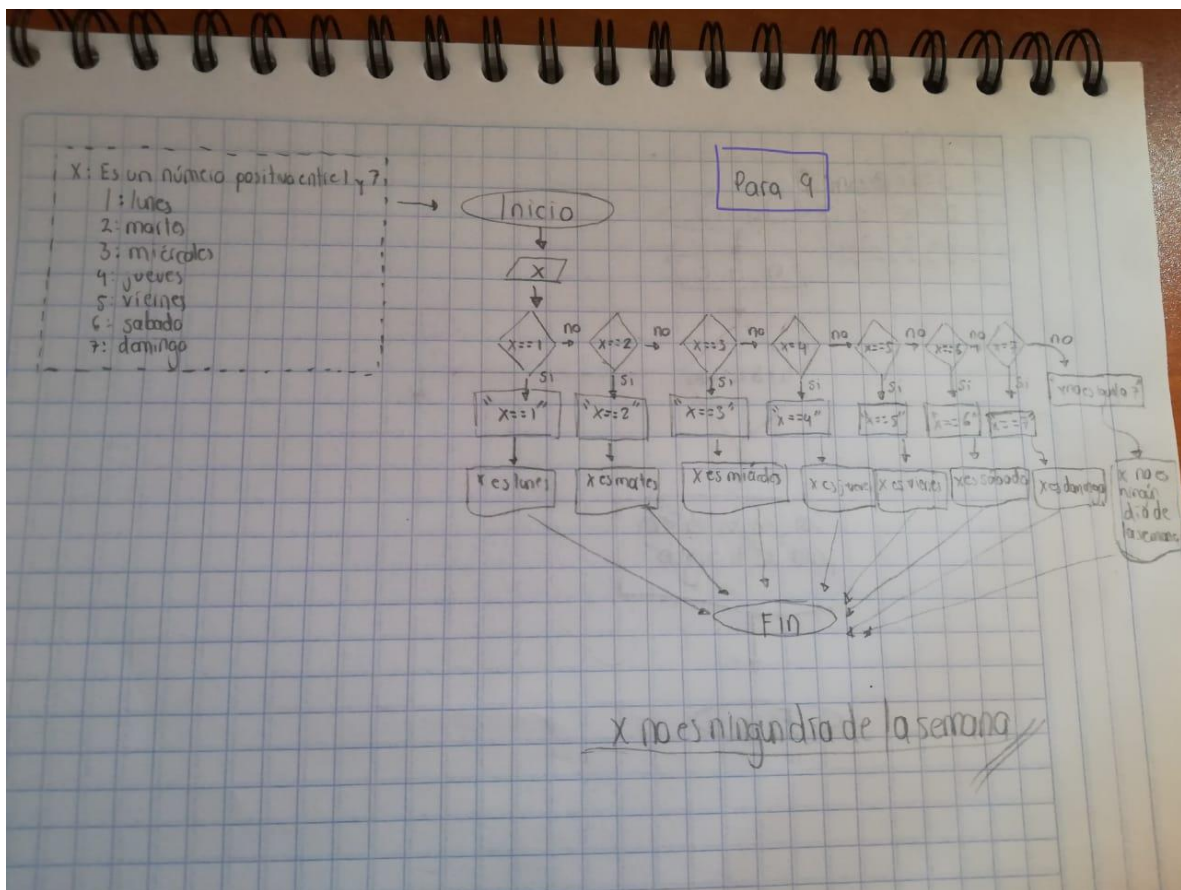 X: Es un número positivo entre 1 y 7
1: lunes
2: martes
3: miércoles
4: jueves
5: viernes
6: sabado
7: domingo
Para 9
Inicio
X
X==1 no X==2 no X==3 no X=4 no X==5 no X==6 no X=7 no
si si si si si si si
"X==1" "X==2" "X==3" "X==4" "X==5" "X==6" "X==7"
X es lunes
X es martes
X es miércoles
X es jueves
X es viernes
X es sábado
X es domingo
X no es
ningún
día de
la semana
Fin
X no es ningun día de la semana